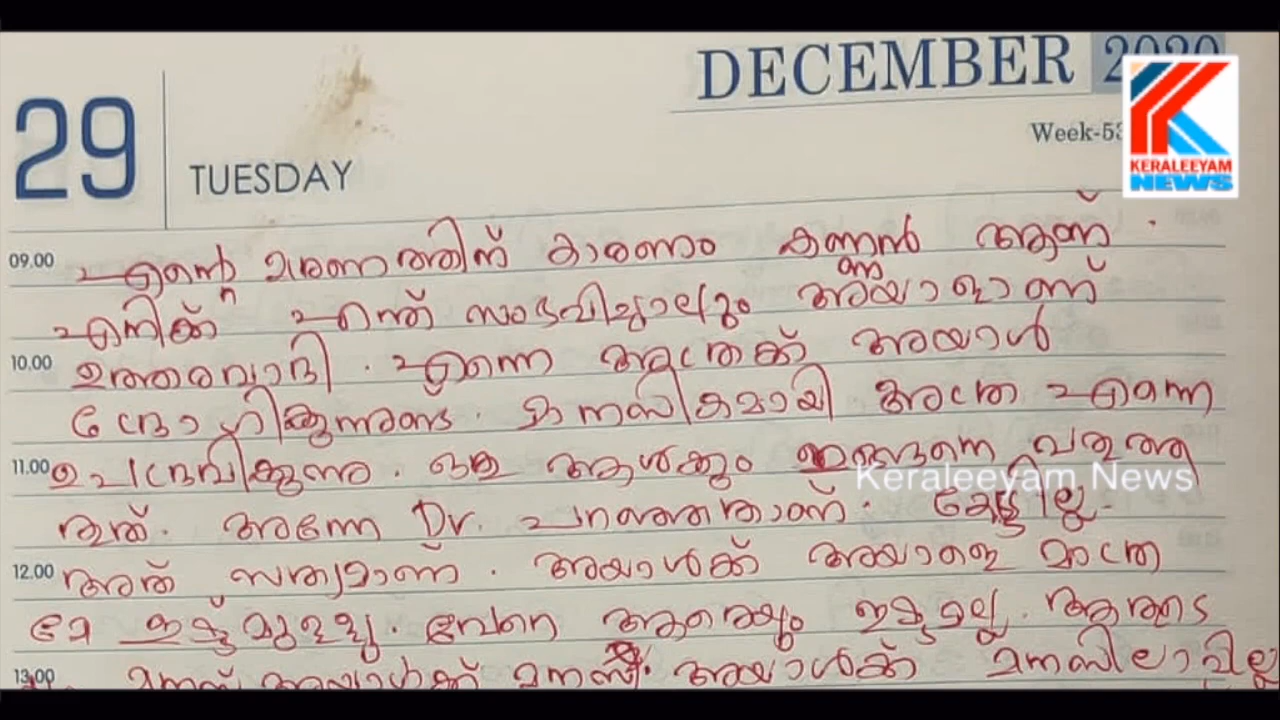 DECEMBER 2020
29
TUESDAY
Week-53
KERALEEYAM
NEWS
09.00 എന്റെ മരണത്തിന് കാരണം കണ്ണൻ ആണ്.
എനിക്ക് എന്ത് സംഭവിച്ചാലും അയാളാണ്
10.00 ഉത്തരവാദി. എന്നെ അത്രക്ക് അയാൾ
ദ്രോഹിക്കുന്നുണ്ട്. മാനസികമായി അത്ര എന്നെ
11.00 ഉപദ്രവിക്കുന്നു. ഒരു ആൾക്കും ഇങ്ങനെ വരുത്ത
Keraleeyam News
രുത്. അന്നേ Dr. പറഞ്ഞതാണ്. കേട്ടില്ല.
12.00 അത് സത്യമാണ്. അയാൾക്ക് അയാളെ മാത്ര
മേ ഇഷ്ടമുള്ളൂ. വേറെ ആരെയും ഇഷ്ടമല്ല. ആരുടെ
13.00 മനസ് അയാൾക്ക് അയാൾക്ക് മനസിലാവില്ല